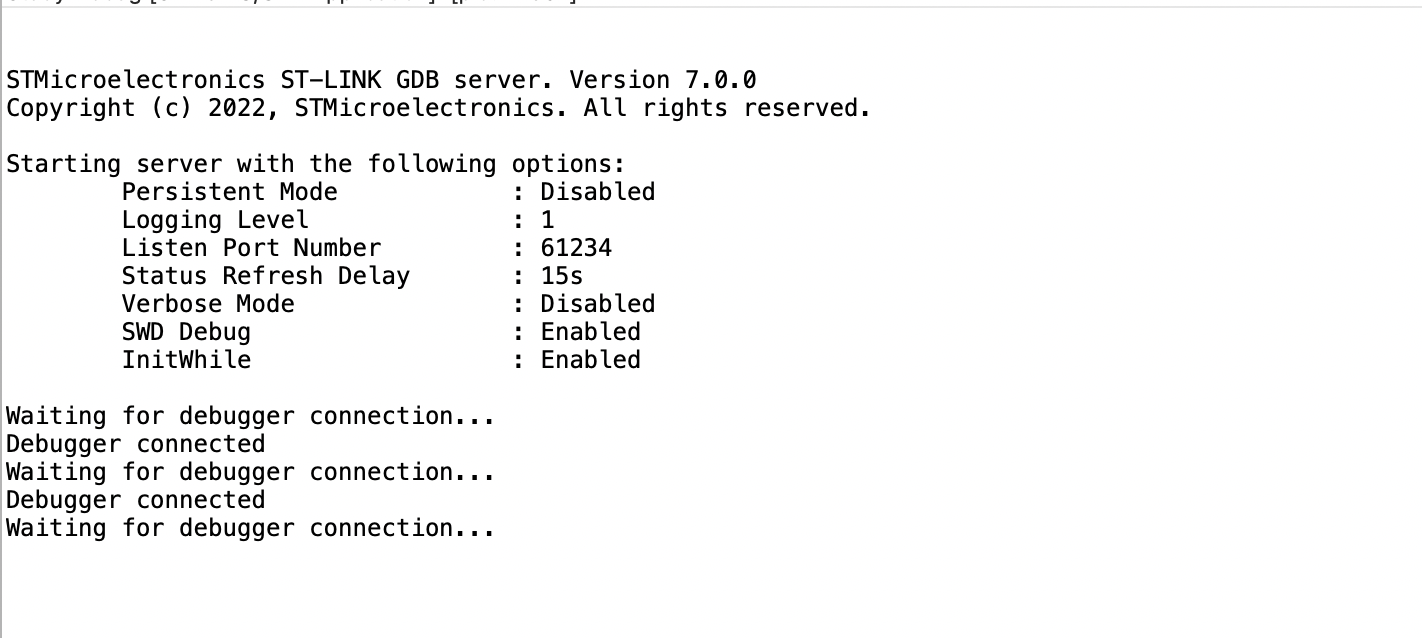 STMicroelectronics ST-LINK GDB server. Version 7.0.0
Copyright (c) 2022, STMicroelectronics. All rights reserved.
Starting server with the following options:
Persistent Mode : Disabled
Logging Level : 1
Listen Port Number : 61234
Status Refresh Delay : 15s
Verbose Mode : Disabled
SWD Debug : Enabled
InitWhile : Enabled
Waiting for debugger connection...
Debugger connected
Waiting for debugger connection...
Debugger connected
Waiting for debugger connection...